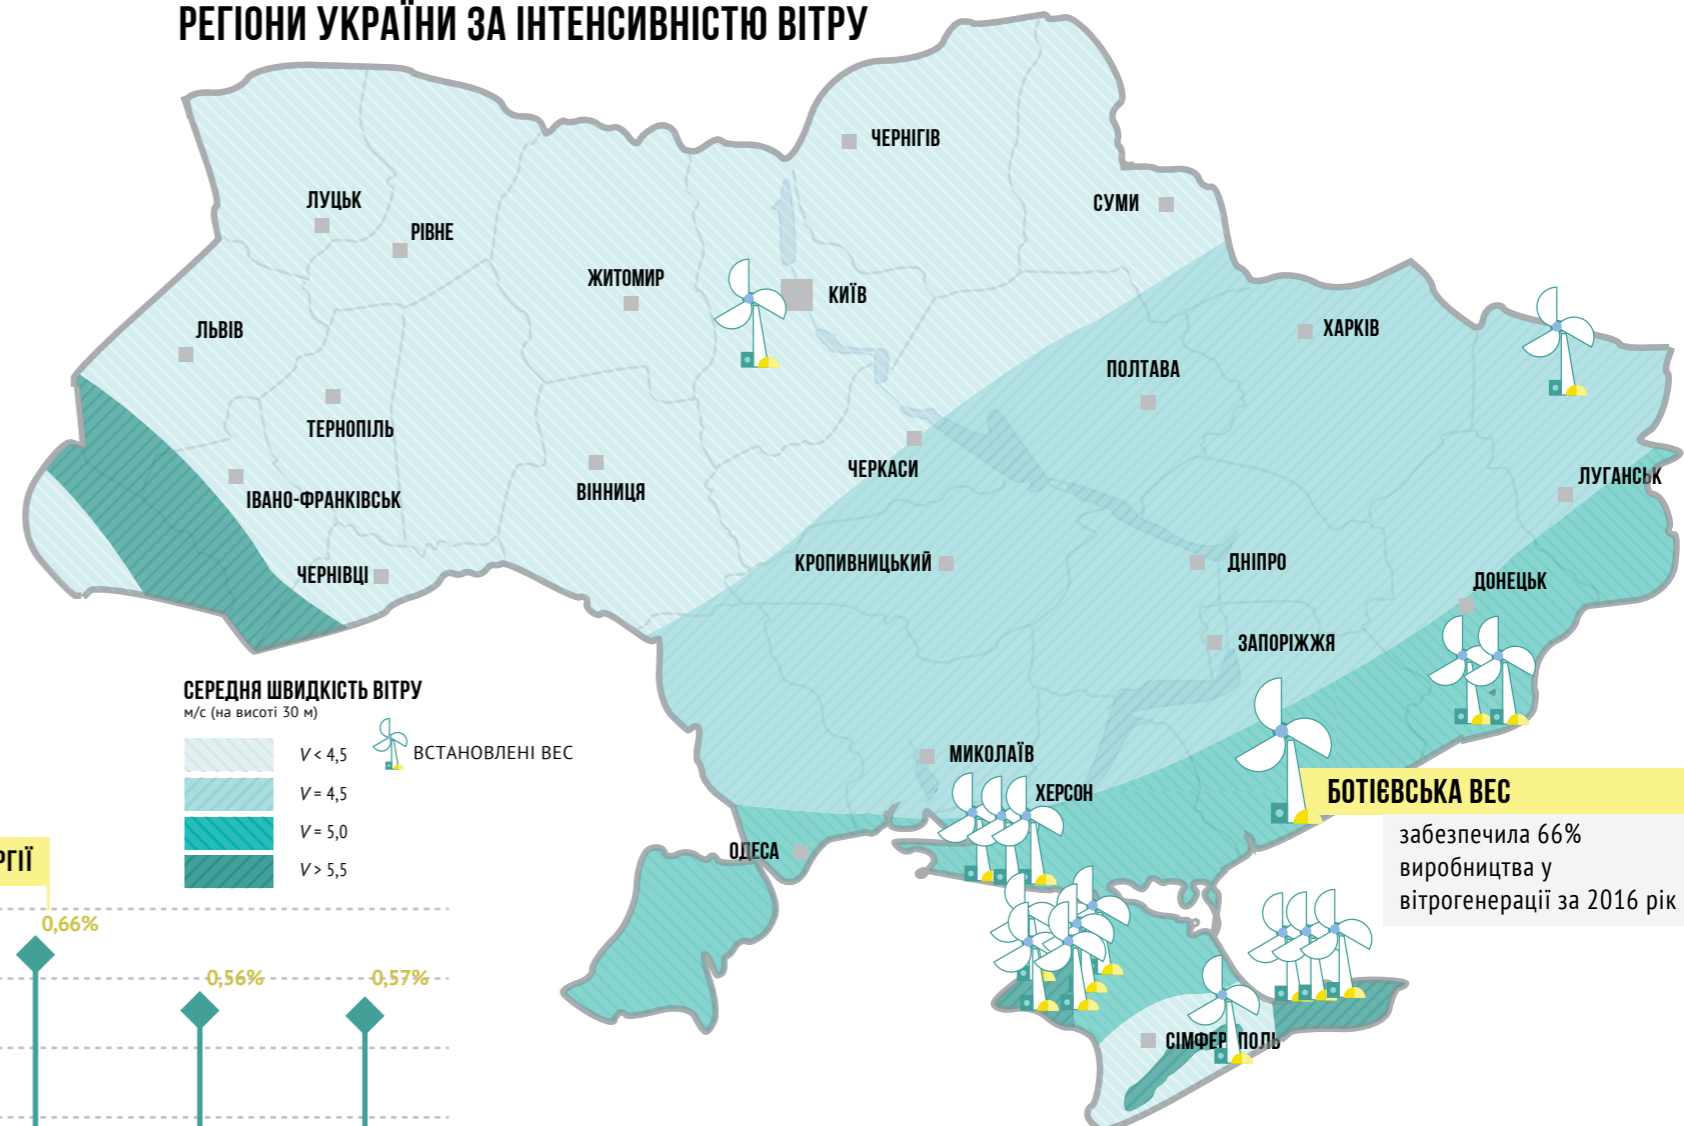 РЕГІОНИ УКРАЇНИ ЗА ІНТЕНСИВНІСТЮ ВІТРУ
ЧЕРНІГІВ
ЛУЦЬК
СУМИ
РІВНЕ
ЖИТОМИР
КИЇВ
ЛЬВІВ
ХАРКІВ
ПОЛТАВА
ТЕРНОПІЛЬ
ЧЕРКАСИ
ЛУГАНСЬК
ВІННИЦЯ
ІВАНО-ФРАНКІВСЬК
КРОПИВНИЦЬКИЙ
ДНІПРО
ЧЕРНІВЦІ
ДОНЕЦЬК
ЗАПОРІЖЖЯ
СЕРЕДНЯ ШВИДКІСТЬ ВІТРУ
м/с (на висоті 30 м)
V < 4,5
ВСТАНОВЛЕНІ ВЕС
V = 4,5
V = 5,0
V > 5,5
МИКОЛАЇВ
ХЕРСОН
ОДЕСА
БОТІЄВСЬКА ВЕС
забезпечила 66%
виробництва у
вітрогенерації за 2016 рік
СІМФЕР ПОЛЬ
РГІЇ
0,66%
0,56%
0,57%